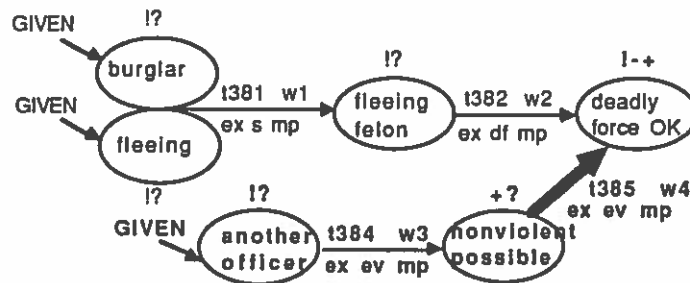 GIVEN
!?
burglar
GIVEN
fleeing
!?
t381 w1
ex s mp
!?
fleeing
felon
t382 w2
ex df mp
!-+
deadly
force OK
t385 w4
ex ev mp
GIVEN
!?
another
officer
t384 w3
ex ev mp
+?
nonviolent
possible